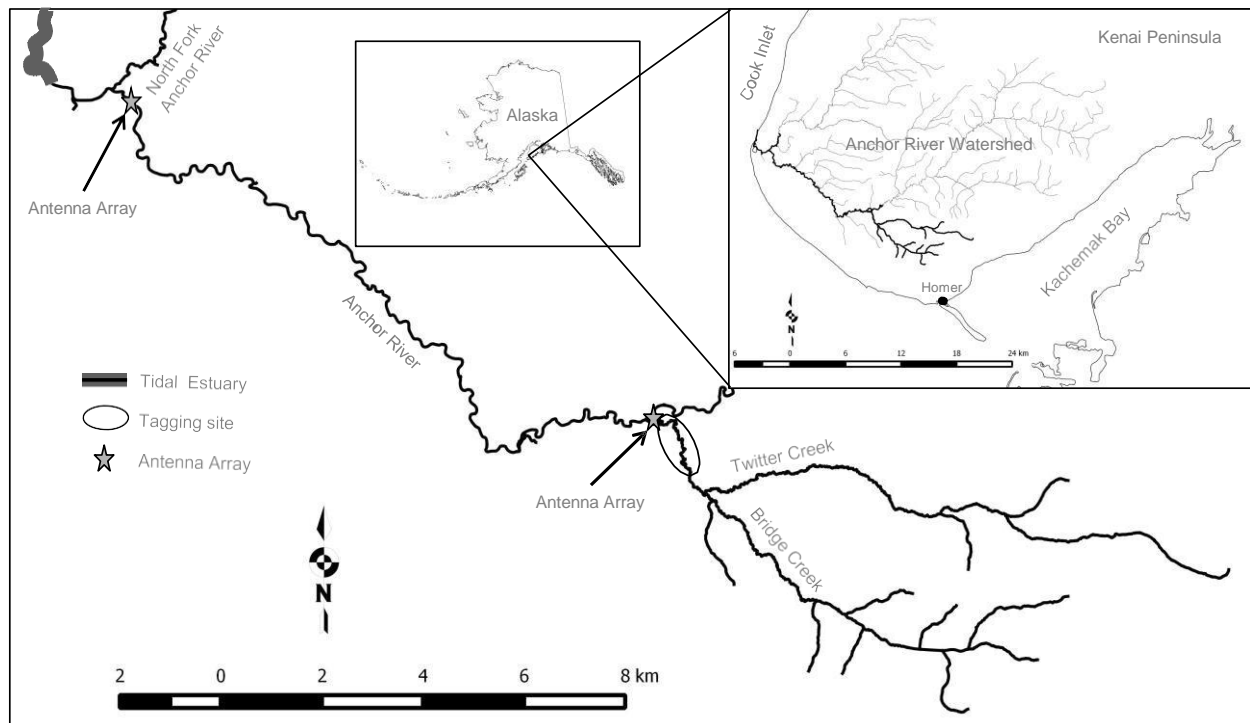 North Fork
Anchor River
Antenna Array
Alaska
Cook Inlet
Kenai Peninsula
Anchor River Watershed
Kachemak Bay
Homer
N
6 0 6 12 18 24 km
Anchor River
Tidal Estuary
Tagging site
Antenna Array
Antenna Array
Twitter Creek
Bridge Creek
N
2 0 2 4 6 8 km